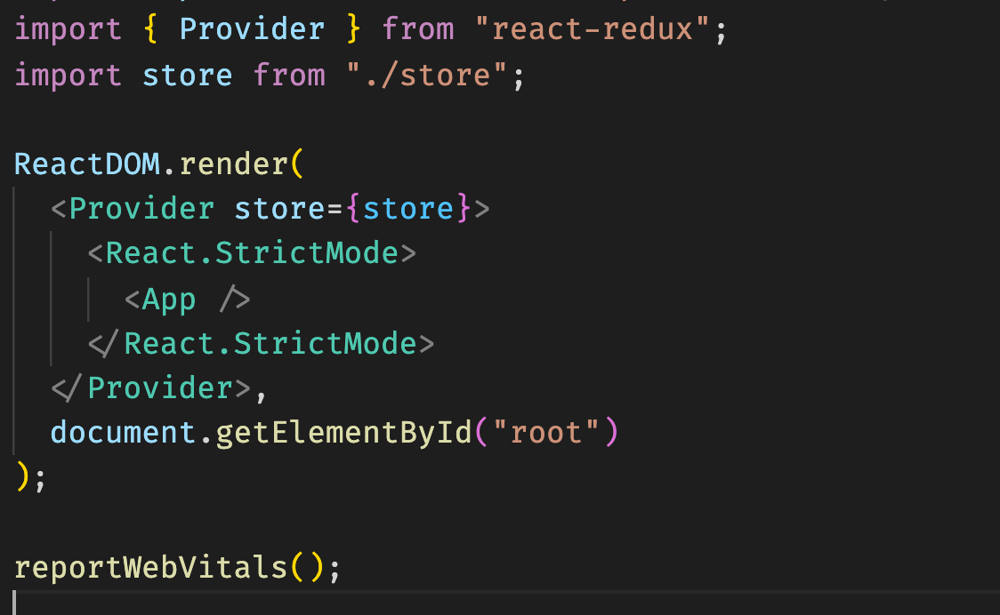 import { Provider } from "react-redux";
import store from "./store";
ReactDOM.render(
<Provider store={store}>
<React.StrictMode>
<App />
</React.StrictMode>
</Provider>,
document.getElementById("root")
);
reportWebVitals();